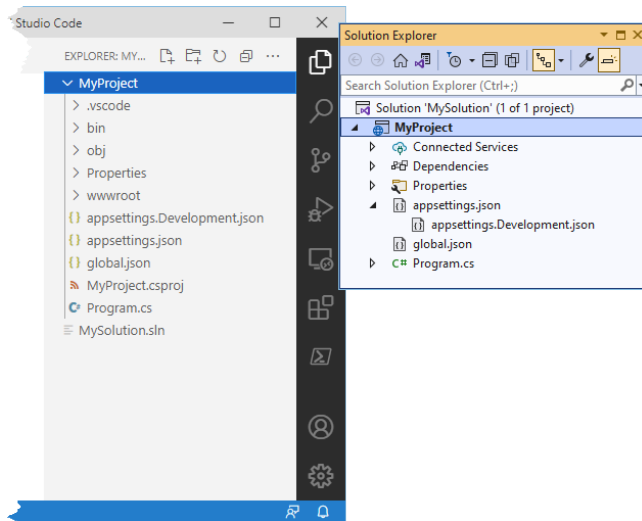 Studio Code
EXPLORER: MY...
MyProject
.vscode
bin
obj
Properties
wwwroot
{} appsettings.Development.json
{} appsettings.json
{} global.json
MyProject.csproj
C# Program.cs
MySolution.sln
Solution Explorer
Search Solution Explorer (Ctrl+;)
Solution 'MySolution' (1 of 1 project)
MyProject
Connected Services
Dependencies
Properties
appsettings.json
appsettings.Development.json
global.json
C# Program.cs